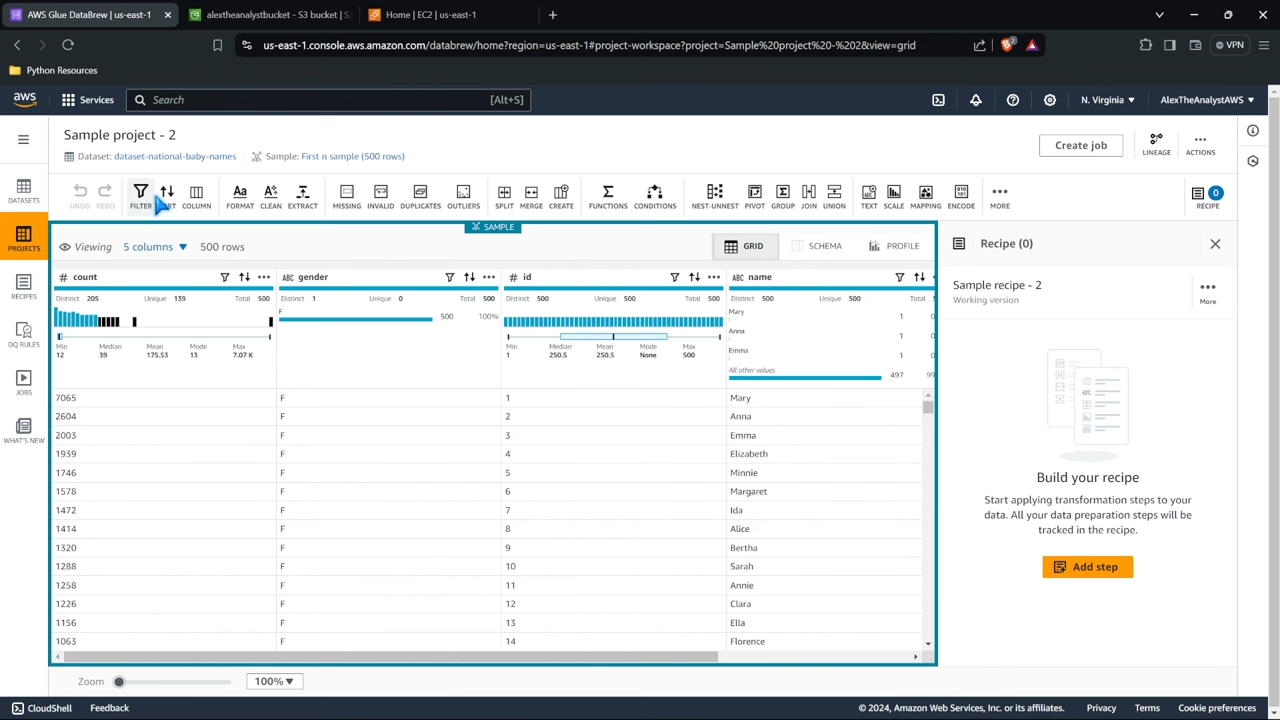 AWS Glue DataBrew | us-east-1
alextheanalystbucket - S3 bucket | S
Home | EC2 | us-east-1
us-east-1.console.aws.amazon.com/databrew/home?region=us-east-1#project-workspace?project=Sample%20project%20-%202&view=grid
VPN
Python Resources
aws
Services
Search
[Alt+S]
N. Virginia
AlexTheAnalystAWS
Sample project - 2
Dataset: dataset-national-baby-names
Sample: First n sample (500 rows)
Create job
LINEAGE
ACTIONS
DATASETS
PROJECTS
RECIPES
DQ RULES
JOBS
WHAT'S NEW
UNDO
REDO
FILTER
COLUMN
FORMAT
CLEAN
EXTRACT
MISSING
INVALID
DUPLICATES
OUTLIERS
SPLIT
MERGE
CREATE
FUNCTIONS
CONDITIONS
NEST-UNNEST
PIVOT
GROUP
JOIN
UNION
TEXT
SCALE
MAPPING
ENCODE
MORE
RECIPE
0
SAMPLE
Viewing 5 columns
500 rows
GRID
SCHEMA
PROFILE
# count
ABC gender
# id
ABC name
Distinct 205 Unique 139 Total 500
Distinct 1 Unique 0 Total 500
Distinct 500 Unique 500 Total 500
Distinct 500 Unique 500 Total
F 500 100%
Mary 1
Anna 1
Emma 1
All other values 497 99
Min Median Mean Mode Max
12 39 175.53 13 7.07 K
Min Median Mean Mode Max
1 250.5 250.5 None 500
7065 F 1 Mary
2604 F 2 Anna
2003 F 3 Emma
1939 F 4 Elizabeth
1746 F 5 Minnie
1578 F 6 Margaret
1472 F 7 Ida
1414 F 8 Alice
1320 F 9 Bertha
1288 F 10 Sarah
1258 F 11 Annie
1226 F 12 Clara
1156 F 13 Ella
1063 F 14 Florence
Zoom
100%
Recipe (0)
Sample recipe - 2
Working version
More
Build your recipe
Start applying transformation steps to your
data. All your data preparation steps will be
tracked in the recipe.
Add step
CloudShell
Feedback
© 2024, Amazon Web Services, Inc. or its affiliates.
Privacy
Terms
Cookie preferences